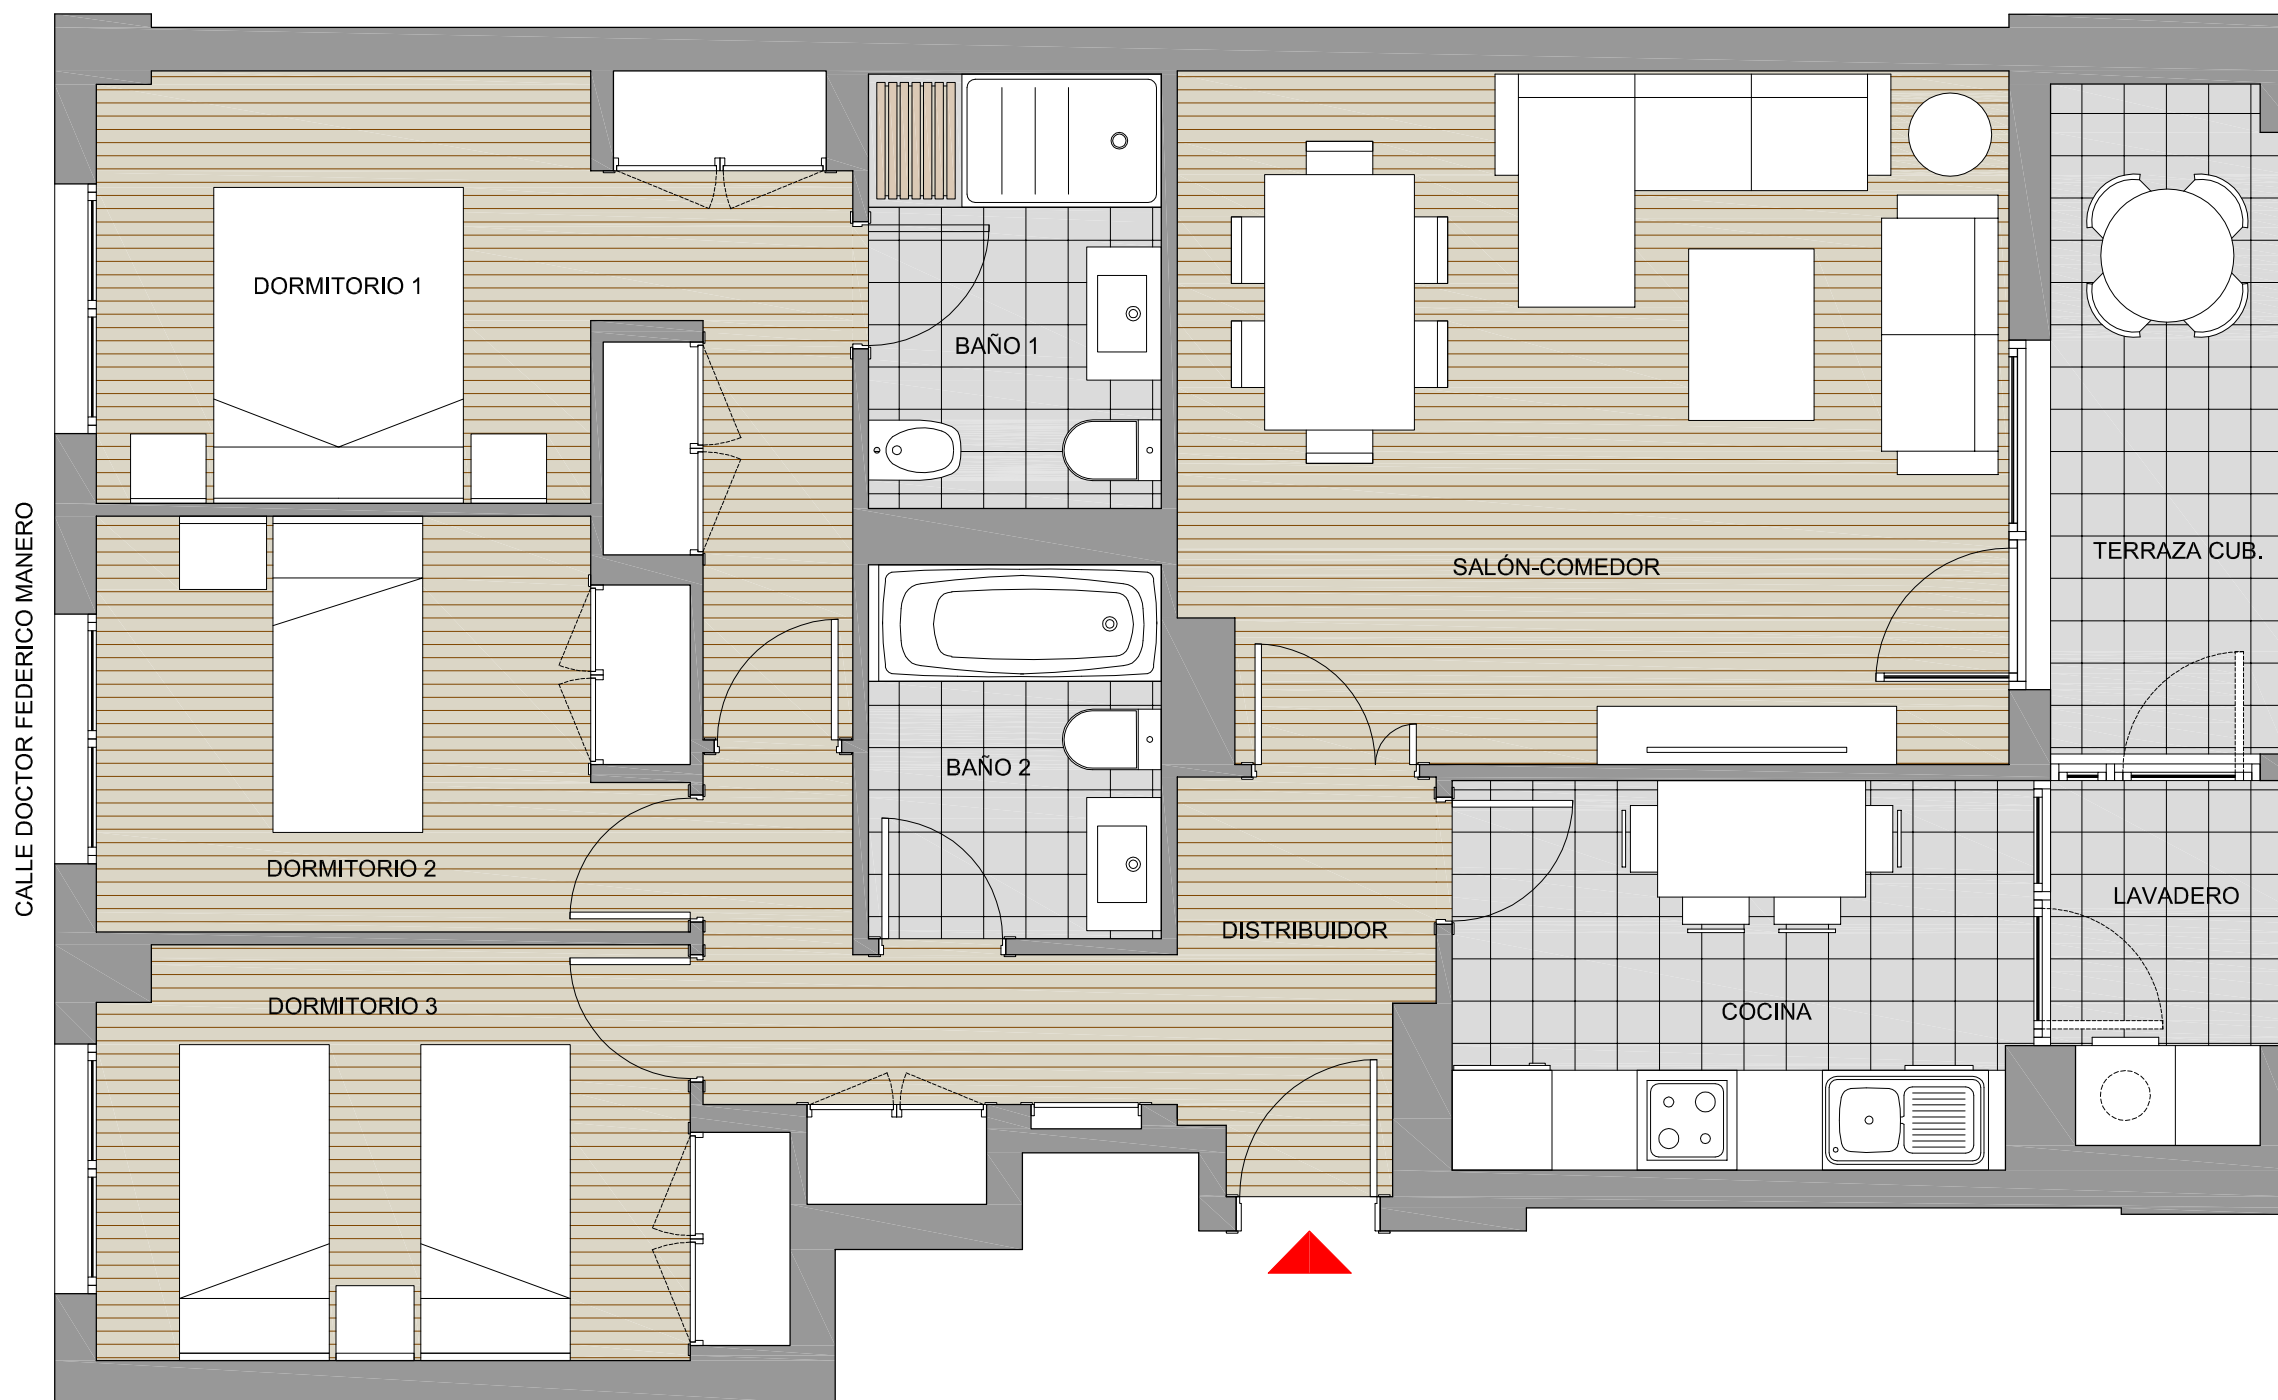 CALLE DOCTOR FEDERICO MANERO
DORMITORIO 1
BAÑO 1
SALÓN-COMEDOR
TERRAZA CUB.
BAÑO 2
DORMITORIO 2
LAVADERO
DISTRIBUIDOR
DORMITORIO 3
COCINA